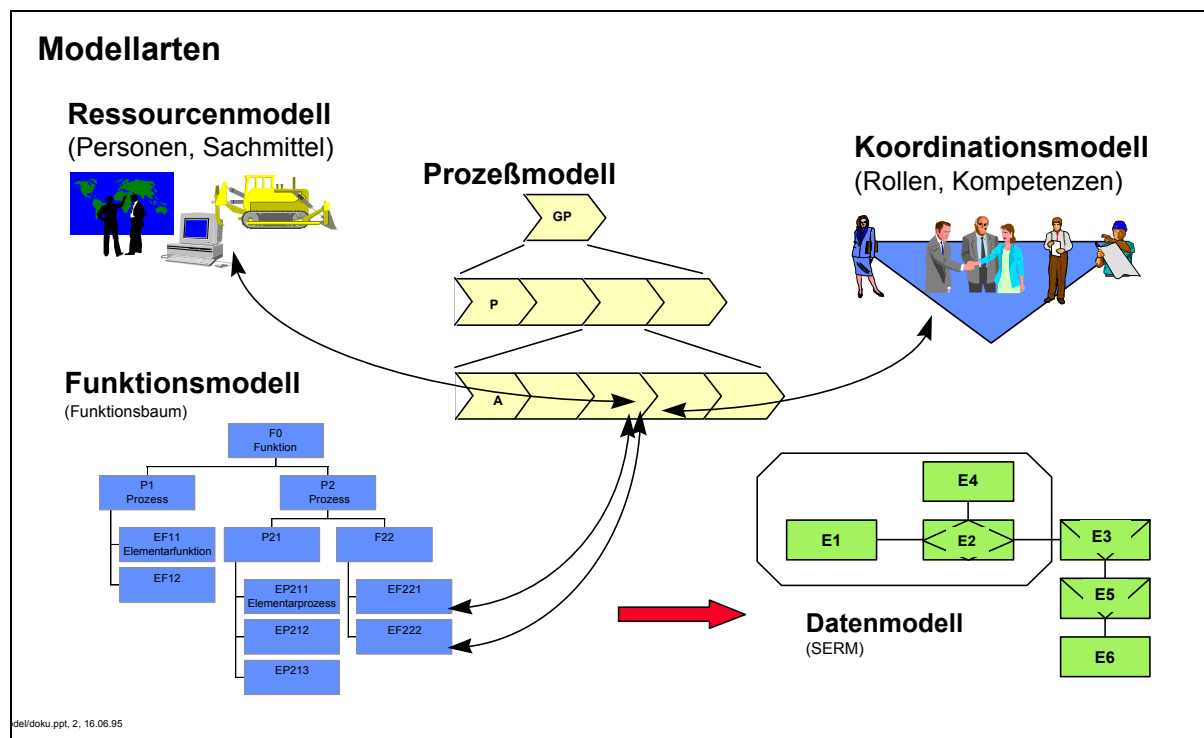 Modellarten
Ressourcenmodell
(Personen, Sachmittel)
Prozeßmodell
Koordinationsmodell
(Rollen, Kompetenzen)
GP
P
A
Funktionsmodell
(Funktionsbaum)
F0
Funktion
P1
Prozess
P2
Prozess
EF11
Elementarfunktion
EF12
P21
F22
EP211
Elementarprozess
EP212
EP213
EF221
EF222
E4
E1
E2
E3
E5
E6
Datenmodell
(SERM)
del/doku.ppt, 2, 16.06.95